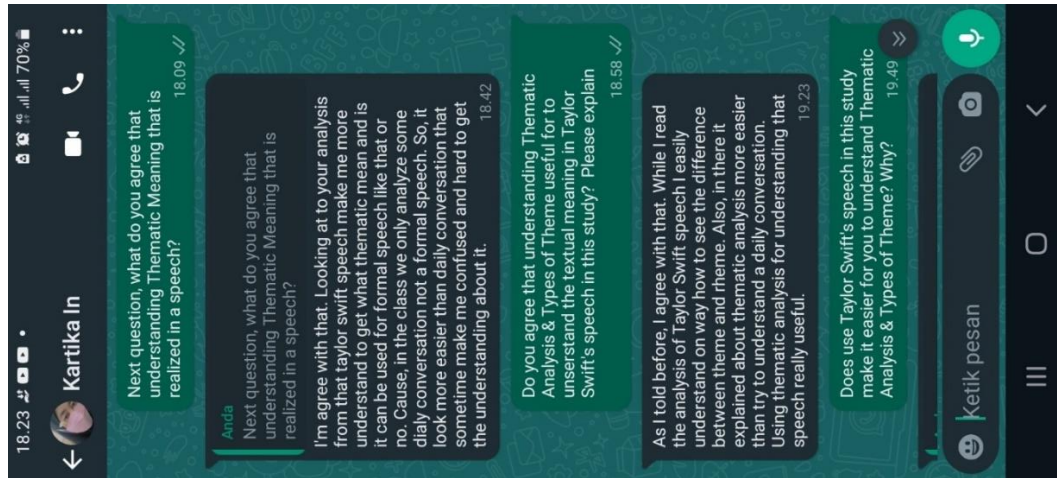 18.23
4G 70%
Kartika In
Next question, what do you agree that
understanding Thematic Meaning that is
realized in a speech?
18.09
Anda
Next question, what do you agree that
understanding Thematic Meaning that is
realized in a speech?
I'm agree with that. Looking at to your analysis
from that taylor swift speech make me more
understand to get what thematic mean and is
it can be used for formal speech like that or
no. Cause, in the class we only analyze some
dialy conversation not a formal speech. So, it
look more easier than daily conversation that
sometime make me confused and hard to get
the understanding about it.
18.42
Do you agree that understanding Thematic
Analysis & Types of Theme useful for to
unserstand the textual meaning in Taylor
Swift's speech in this study? Please explain
18.58
As I told before, I agree with that. While I read
the analysis of Taylor Swift speech I easily
understand on way how to see the difference
between theme and rheme. Also, in there it
explained about thematic analysis more easier
than try to understand a daily conversation.
Using thematic analysis for understanding that
speech really useful.
19.23
Does use Taylor Swift's speech in this study
make it easier for you to understand Thematic
Analysis & Types of Theme? Why?
19.49
Ketik pesan